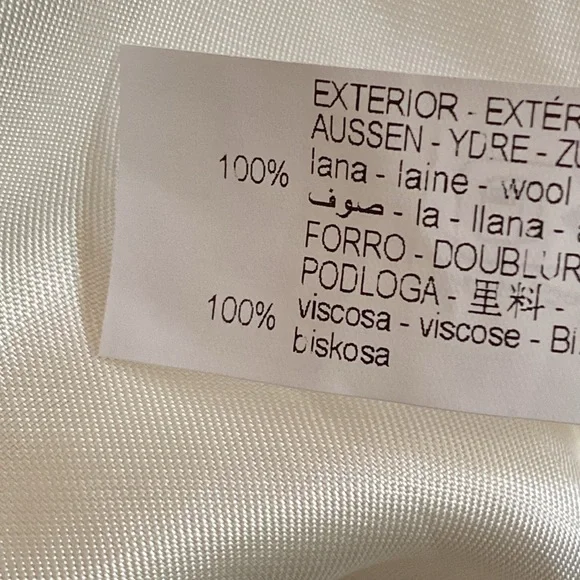 EXTERIOR - EXTÉR
AUSSEN - YDRE - ZU
100% lana - laine - wool
صوف - la - llana -
FORRO - DOUBLUR
PODLOGA - 里料 -
100% viscosa - viscose - Bi
biskosa